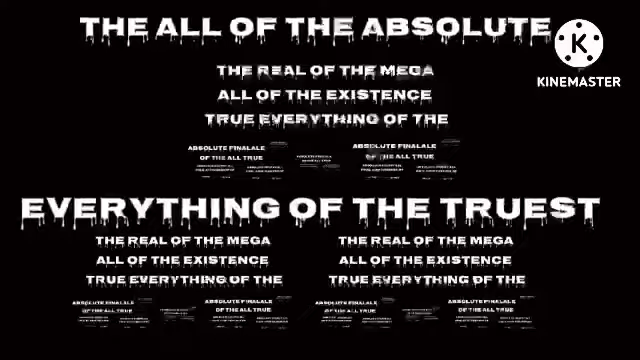 THE ALL OF THE ABSOLUTE
KINEMASTER
THE REAL OF THE MEGA
ALL OF THE EXISTENCE
TRUE EVERYTHING OF THE
ABSOLUTE FINALALE
OF THE ALL TRUE
ABSOLUTE FINALALE
OF THE ALL TRUE
EVERYTHING OF THE TRUEST
THE REAL OF THE MEGA
ALL OF THE EXISTENCE
TRUE EVERYTHING OF THE
THE REAL OF THE MEGA
ALL OF THE EXISTENCE
TRUE EVERYTHING OF THE
ABSOLUTE FINALALE
OF THE ALL TRUE
ABSOLUTE FINALALE
OF THE ALL TRUE
ABSOLUTE FINALALE
OF THE ALL TRUE
ABSOLUTE FINALALE
OF THE ALL TRUE